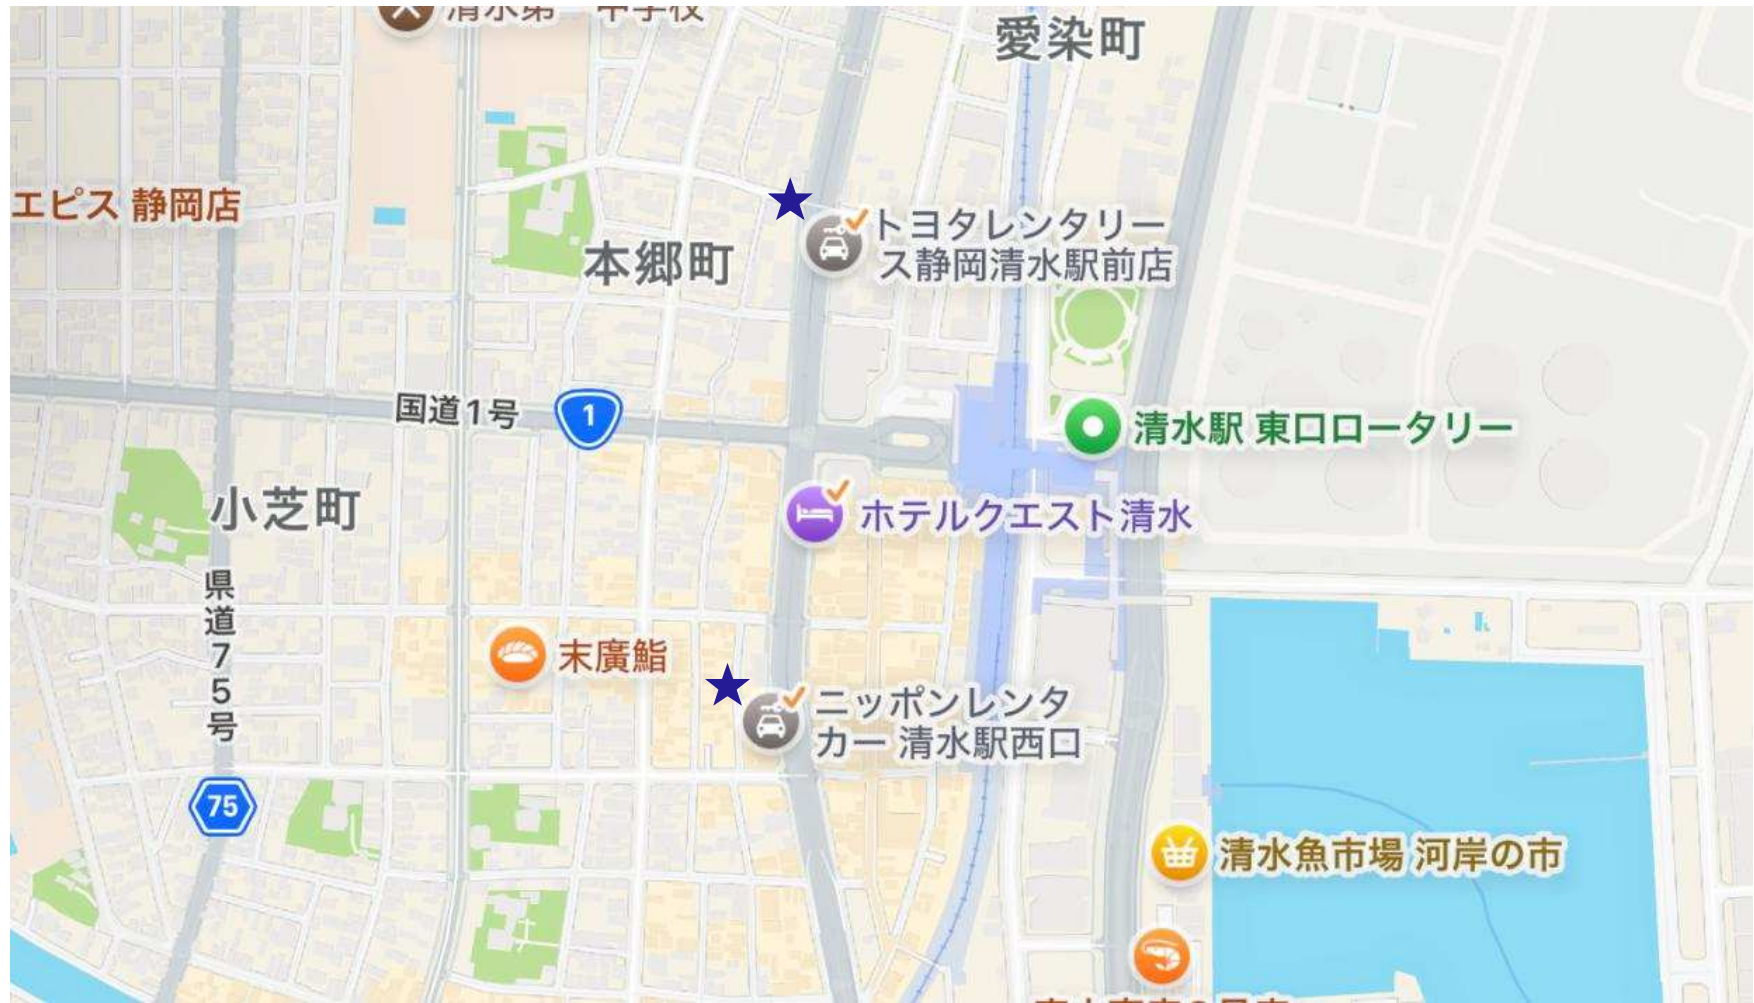 愛染町
エピス 静岡店
トヨタレンタリー
ス静岡清水駅前店
本郷町
国道1号
1
清水駅 東口ロータリー
小芝町
ホテルクエスト清水
県道75号
末廣鮨
ニッポンレンタ
カー 清水駅西口
75
清水魚市場 河岸の市